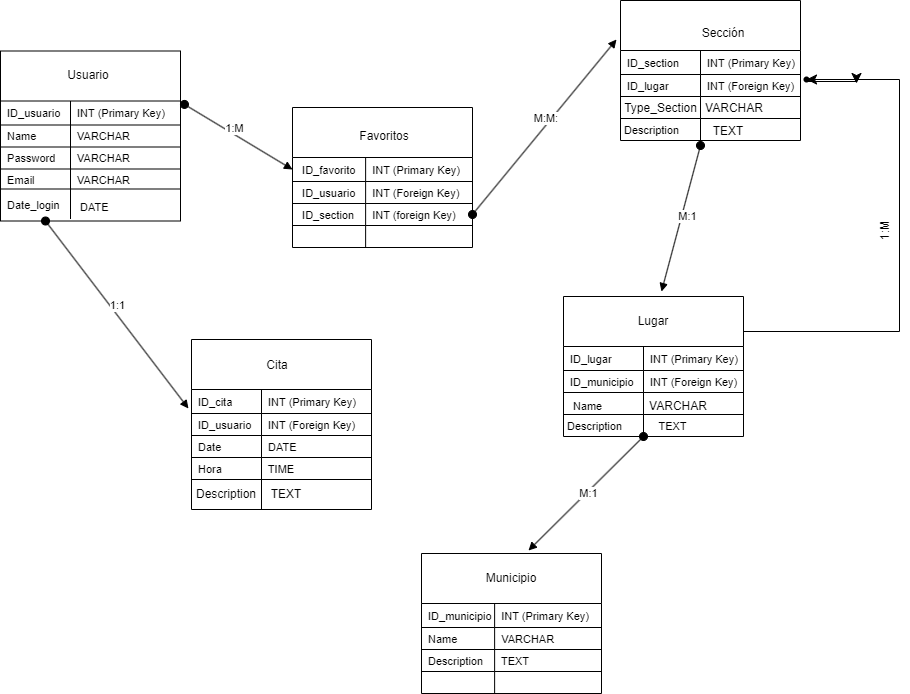 Usuario
ID_usuario INT (Primary Key)
Name VARCHAR
Password VARCHAR
Email VARCHAR
Date_login DATE
1:M
Favoritos
ID_favorito INT (Primary Key)
ID_usuario INT (Foreign Key)
ID_section INT (foreign Key)
M:M:
Sección
ID_section INT (Primary Key)
ID_lugar INT (Foreign Key)
Type_Section VARCHAR
Description TEXT
M:1
1:M
1:1
Cita
ID_cita INT (Primary Key)
ID_usuario INT (Foreign Key)
Date DATE
Hora TIME
Description TEXT
Lugar
ID_lugar INT (Primary Key)
ID_municipio INT (Foreign Key)
Name VARCHAR
Description TEXT
M:1
Municipio
ID_municipio INT (Primary Key)
Name VARCHAR
Description TEXT